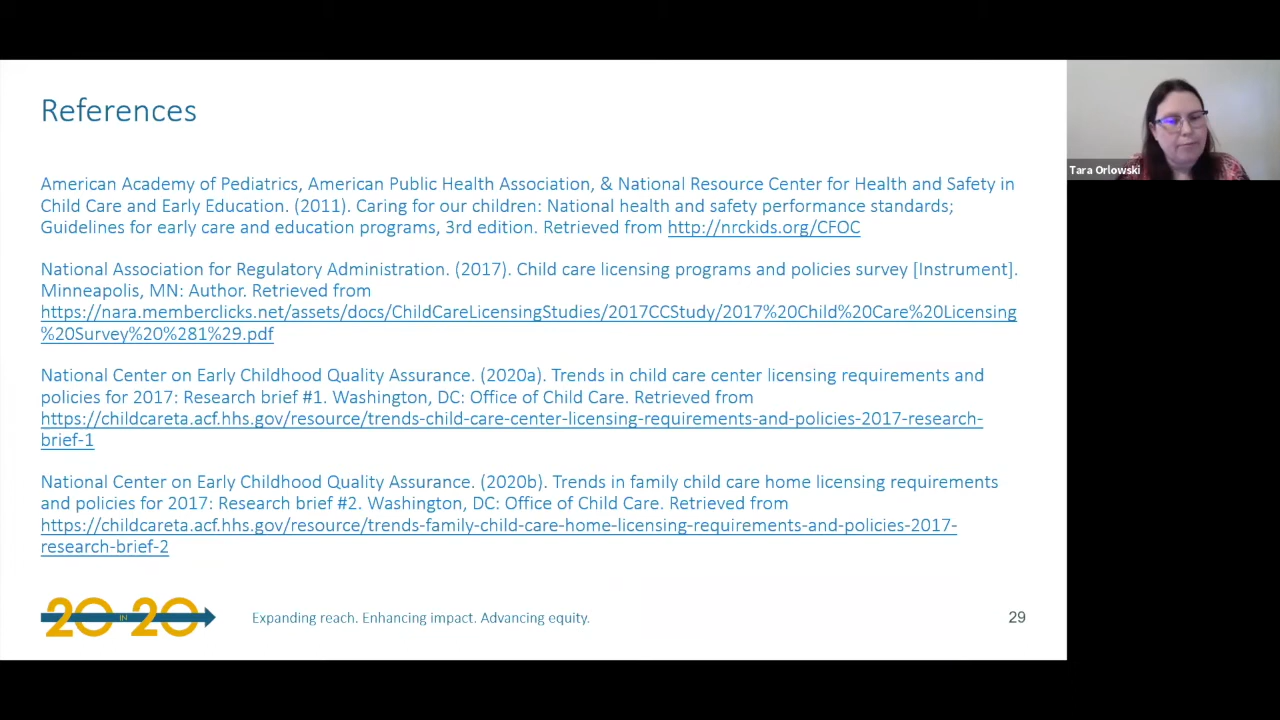 References
American Academy of Pediatrics, American Public Health Association, & National Resource Center for Health and Safety in
Child Care and Early Education. (2011). Caring for our children: National health and safety performance standards;
Guidelines for early care and education programs, 3rd edition. Retrieved from http://nrckids.org/CFOC
National Association for Regulatory Administration. (2017). Child care licensing programs and policies survey [Instrument].
Minneapolis, MN: Author. Retrieved from
https://nara.memberclicks.net/assets/docs/ChildCareLicensingStudies/2017CCStudy/2017%20Child%20Care%20Licensing
%20Survey%20%281%29.pdf
National Center on Early Childhood Quality Assurance. (2020a). Trends in child care center licensing requirements and
policies for 2017: Research brief #1. Washington, DC: Office of Child Care. Retrieved from
https://childcareta.acf.hhs.gov/resource/trends-child-care-center-licensing-requirements-and-policies-2017-research-
brief-1
National Center on Early Childhood Quality Assurance. (2020b). Trends in family child care home licensing requirements
and policies for 2017: Research brief #2. Washington, DC: Office of Child Care. Retrieved from
https://childcareta.acf.hhs.gov/resource/trends-family-child-care-home-licensing-requirements-and-policies-2017-
research-brief-2
20 IN 20
Expanding reach. Enhancing impact. Advancing equity.
29
Tara Orlowski